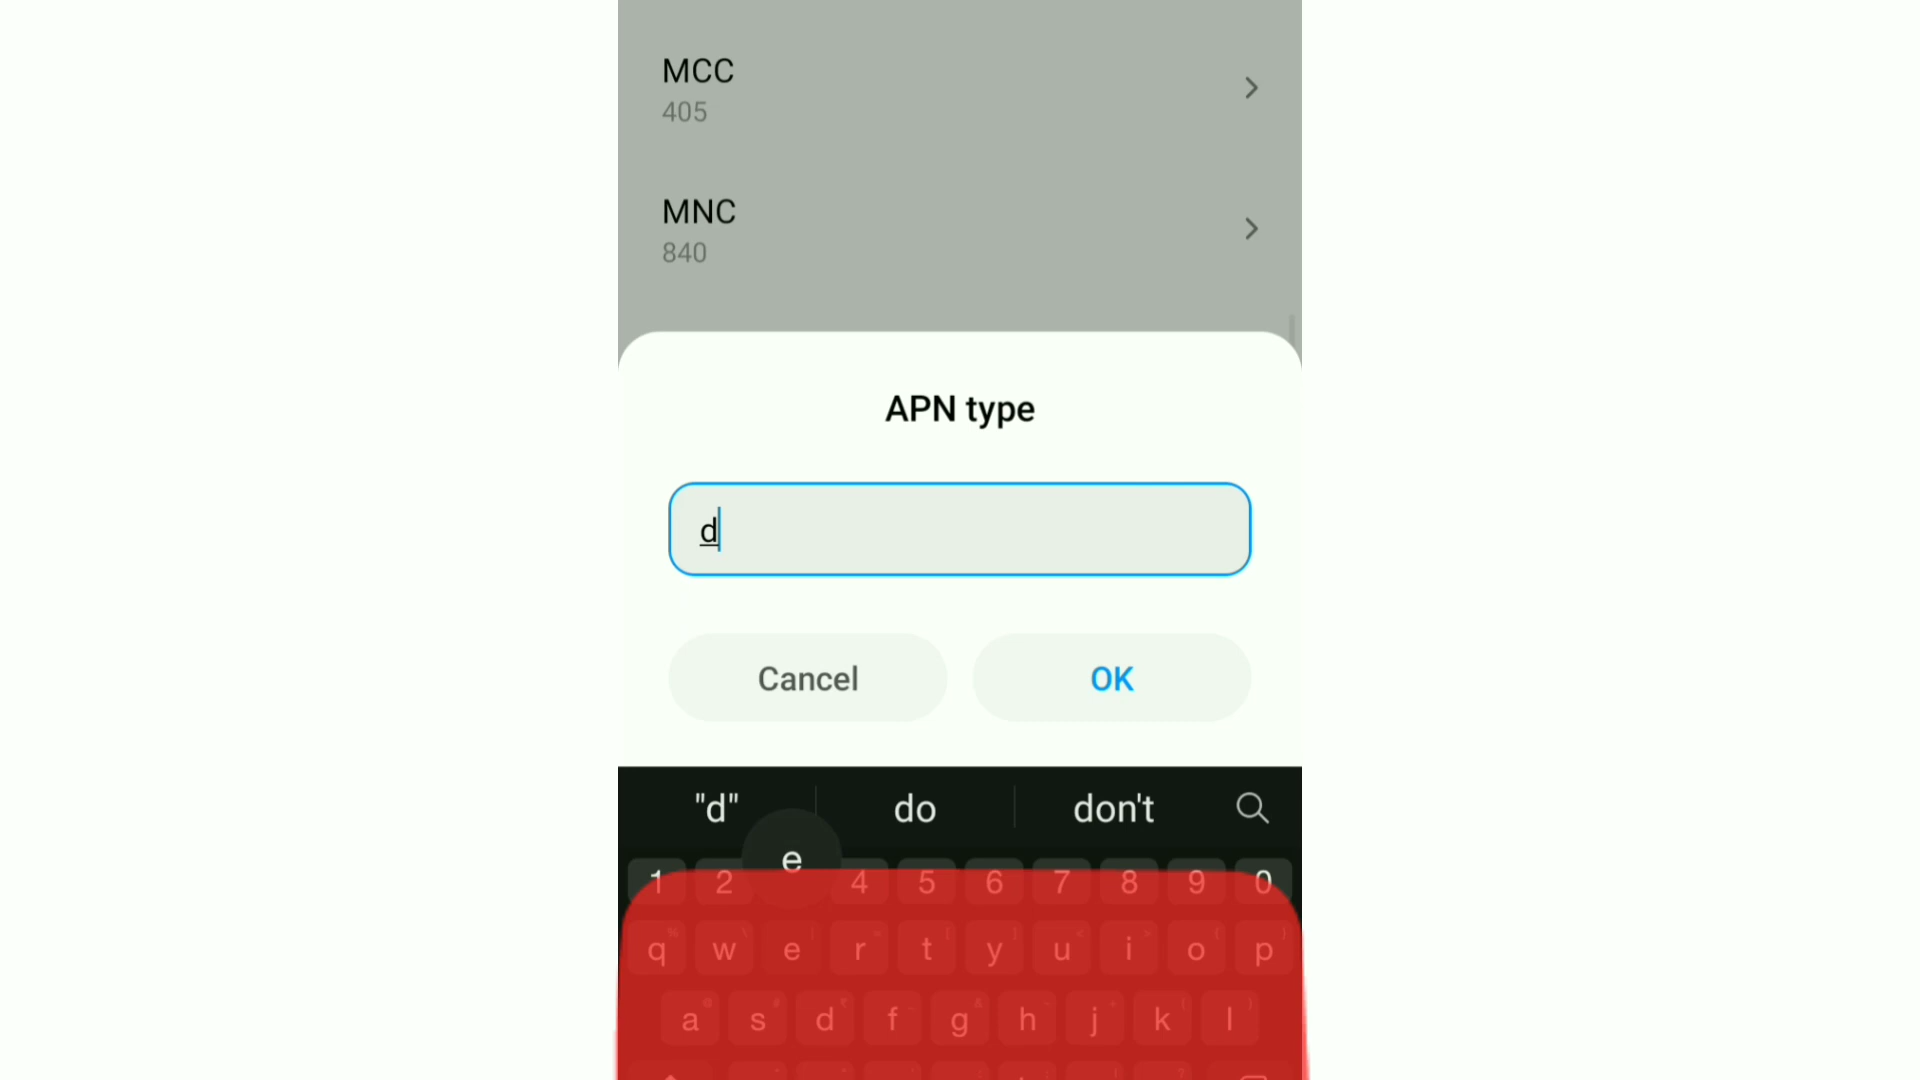 MCC
405
MNC
840
APN type
d
Cancel OK
"d" do don't
e
1 2 4 5 6 7 8 9 0
q w e r t y u i o p
a s d f g h j k l